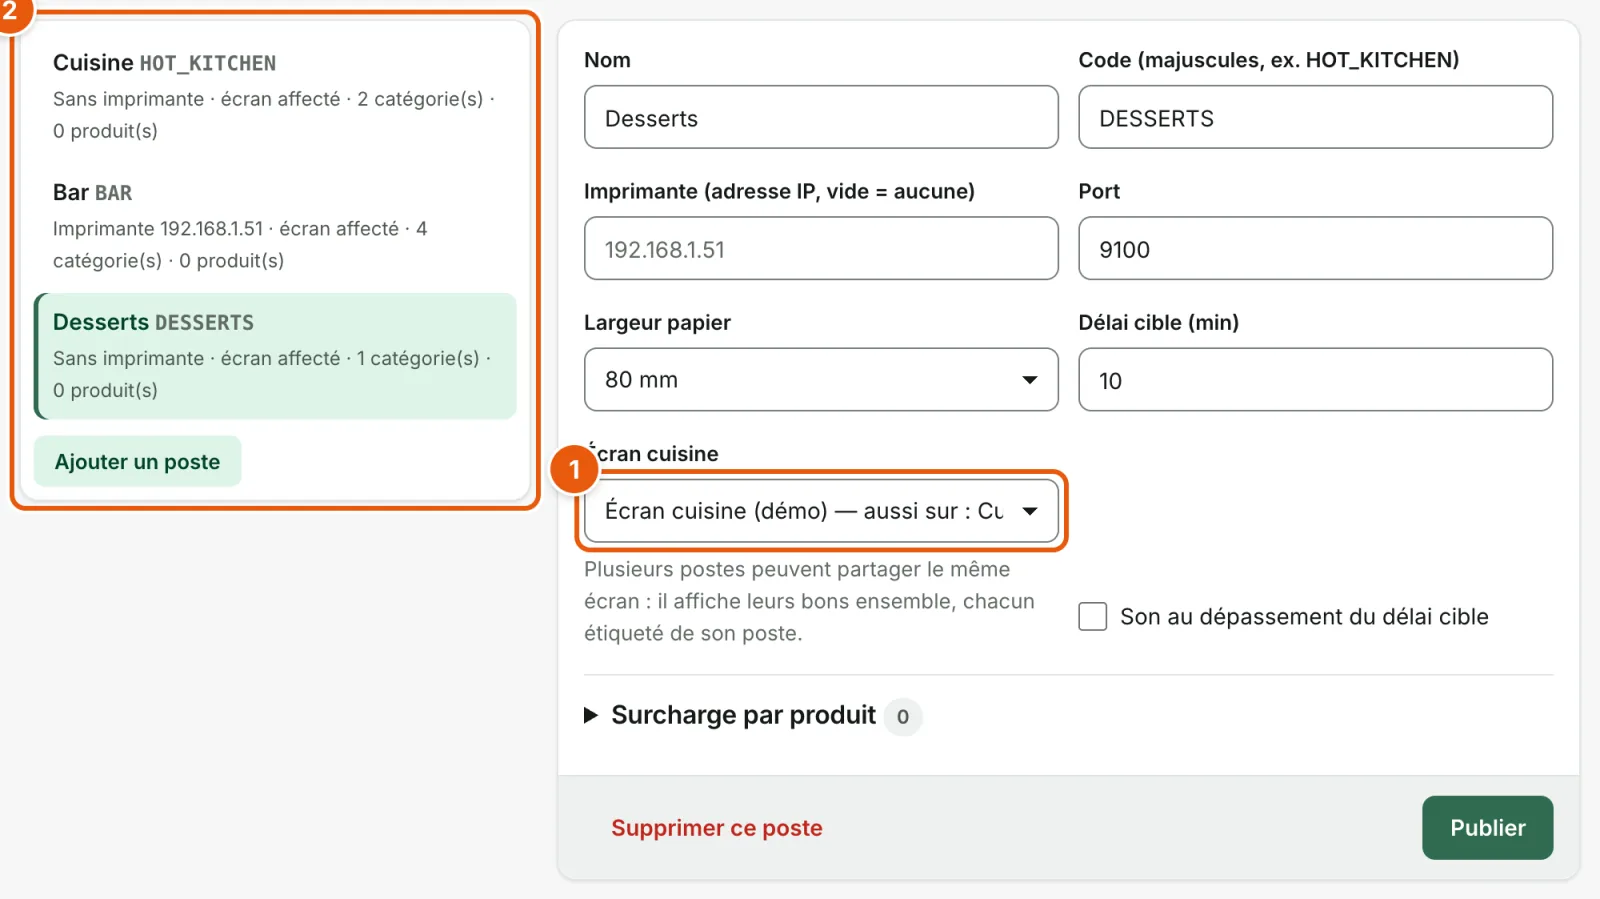 2
Cuisine HOT_KITCHEN
Sans imprimante · écran affecté · 2 catégorie(s) ·
0 produit(s)
Bar BAR
Imprimante 192.168.1.51 · écran affecté · 4
catégorie(s) · 0 produit(s)
Desserts DESSERTS
Sans imprimante · écran affecté · 1 catégorie(s) ·
0 produit(s)
Ajouter un poste
Nom
Desserts
Code (majuscules, ex. HOT_KITCHEN)
DESSERTS
Imprimante (adresse IP, vide = aucune)
192.168.1.51
Port
9100
Largeur papier
80 mm
Délai cible (min)
10
1
Écran cuisine
Écran cuisine (démo) — aussi sur :
Plusieurs postes peuvent partager le même
écran : il affiche leurs bons ensemble, chacun
étiqueté de son poste.
Son au dépassement du délai cible
Surcharge par produit 0
Supprimer ce poste
Publier